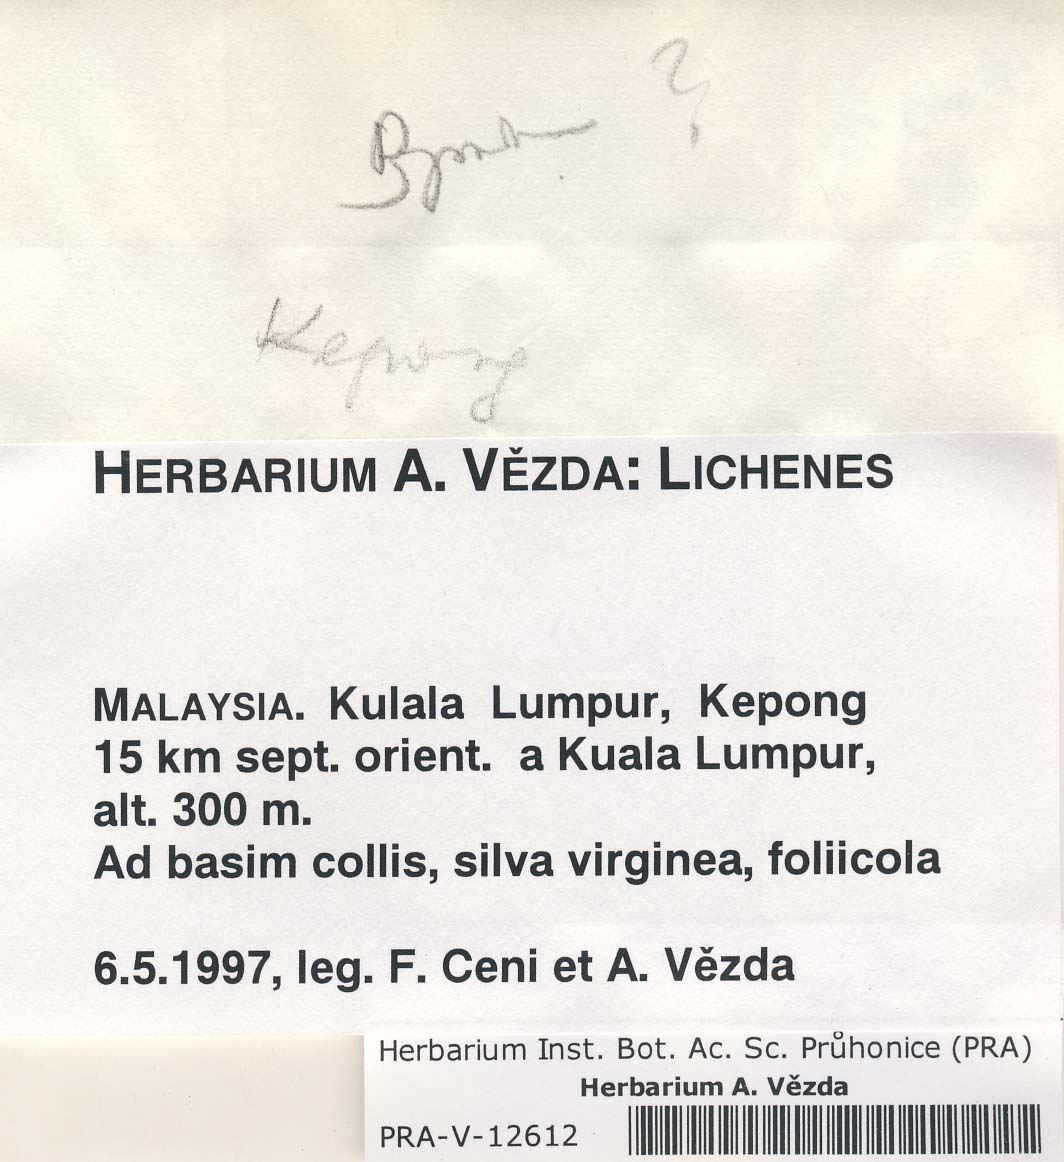 ?
Kepong
HERBARIUM A. VĚZDA: LICHENES
MALAYSIA. Kulala Lumpur, Kepong
15 km sept. orient. a Kuala Lumpur,
alt. 300 m.
Ad basim collis, silva virginea, foliicola
6.5.1997, leg. F. Ceni et A. Vězda
Herbarium Inst. Bot. Ac. Sc. Průhonice (PRA)
Herbarium A. Vězda
PRA-V-12612